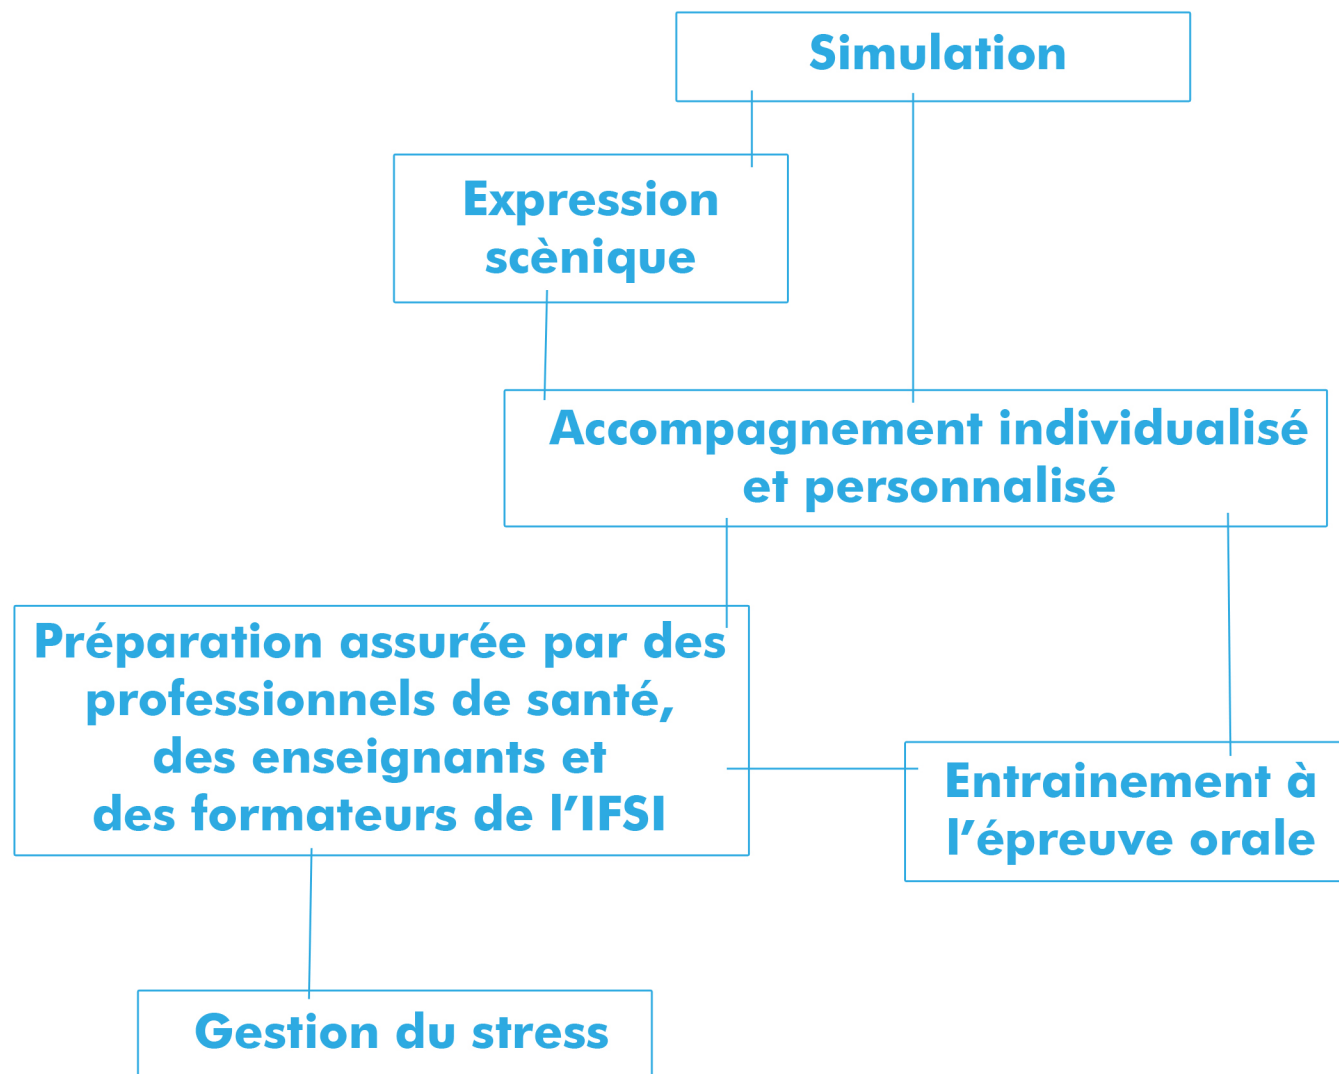 Simulation
Expression
scènique
Accompagnement individualisé
et personnalisé
Préparation assurée par des
professionnels de santé,
des enseignants et
des formateurs de l’IFSI
Entrainement à
l’épreuve orale
Gestion du stress